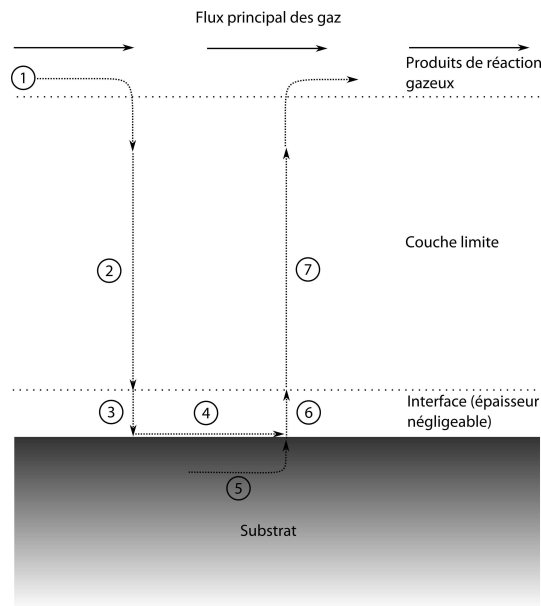 Flux principal des gaz
1
Produits de réaction
gazeux
Couche limite
2
7
Interface (épaisseur
négligeable)
3
4
6
5
Substrat